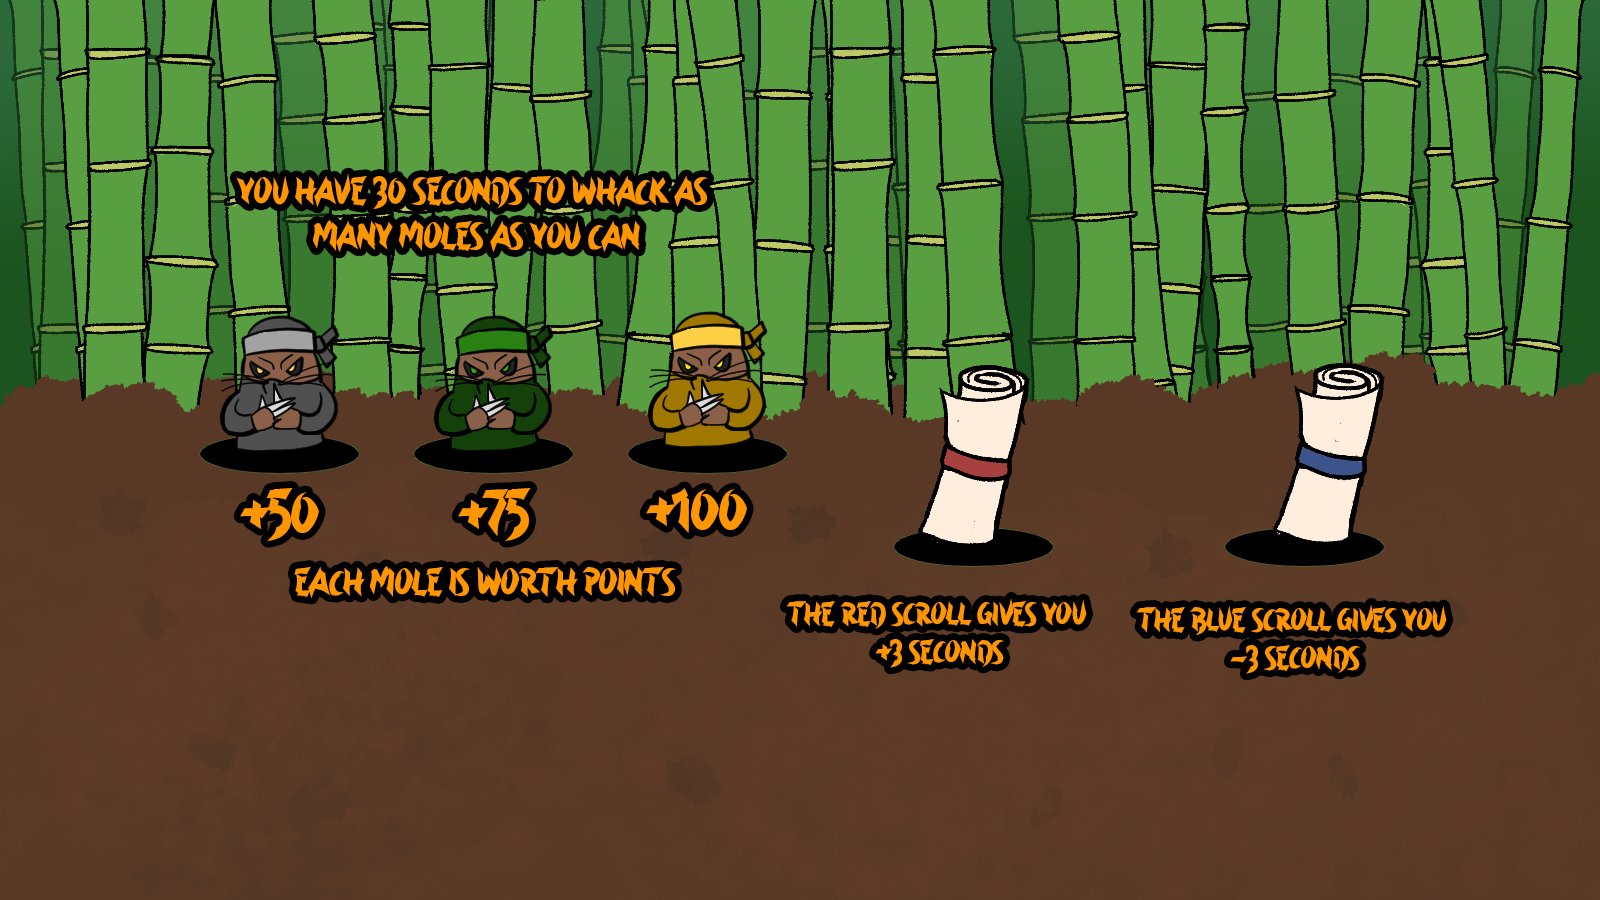 YOU HAVE 30 SECONDS TO WHACK AS
MANY MOLES AS YOU CAN
+50
+75
+100
EACH MOLE IS WORTH POINTS
THE RED SCROLL GIVES YOU
+3 SECONDS
THE BLUE SCROLL GIVES YOU
-3 SECONDS